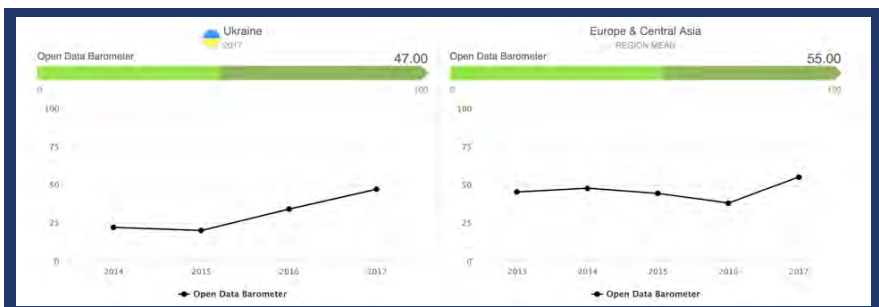 Ukraine
2017
Open Data Barometer 47.00
0 100
100
75
50
25
0
2014 2015 2016 2017
Open Data Barometer
Europe & Central Asia
REGION MEAN
Open Data Barometer 55.00
0 100
100
75
50
25
0
2013 2014 2015 2016 2017
Open Data Barometer